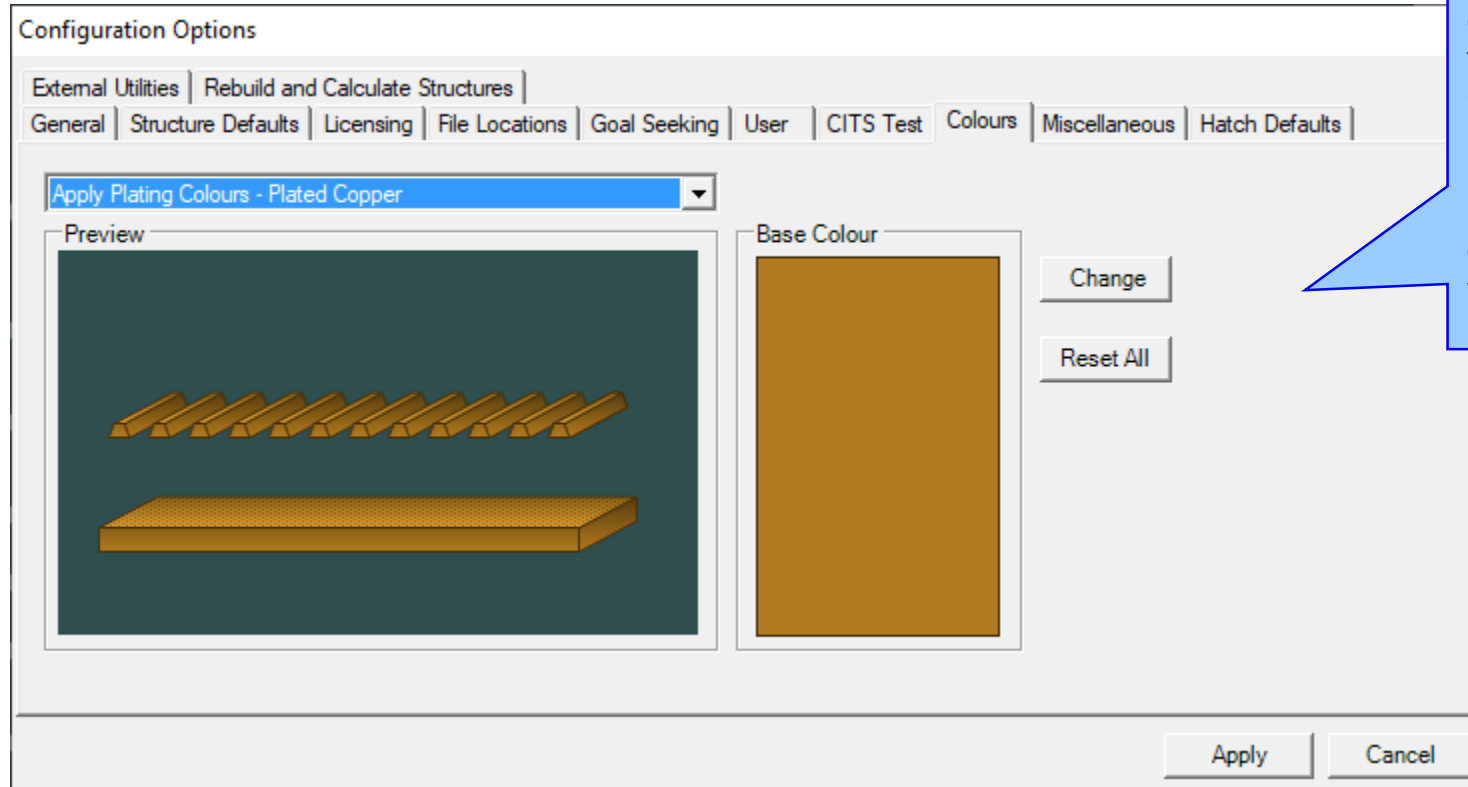 Configuration Options
External Utilities Rebuild and Calculate Structures
General Structure Defaults Licensing File Locations Goal Seeking User CITS Test Colours Miscellaneous Hatch Defaults
Apply Plating Colours - Plated Copper
Preview Base Colour
Change
Reset All
Apply Cancel